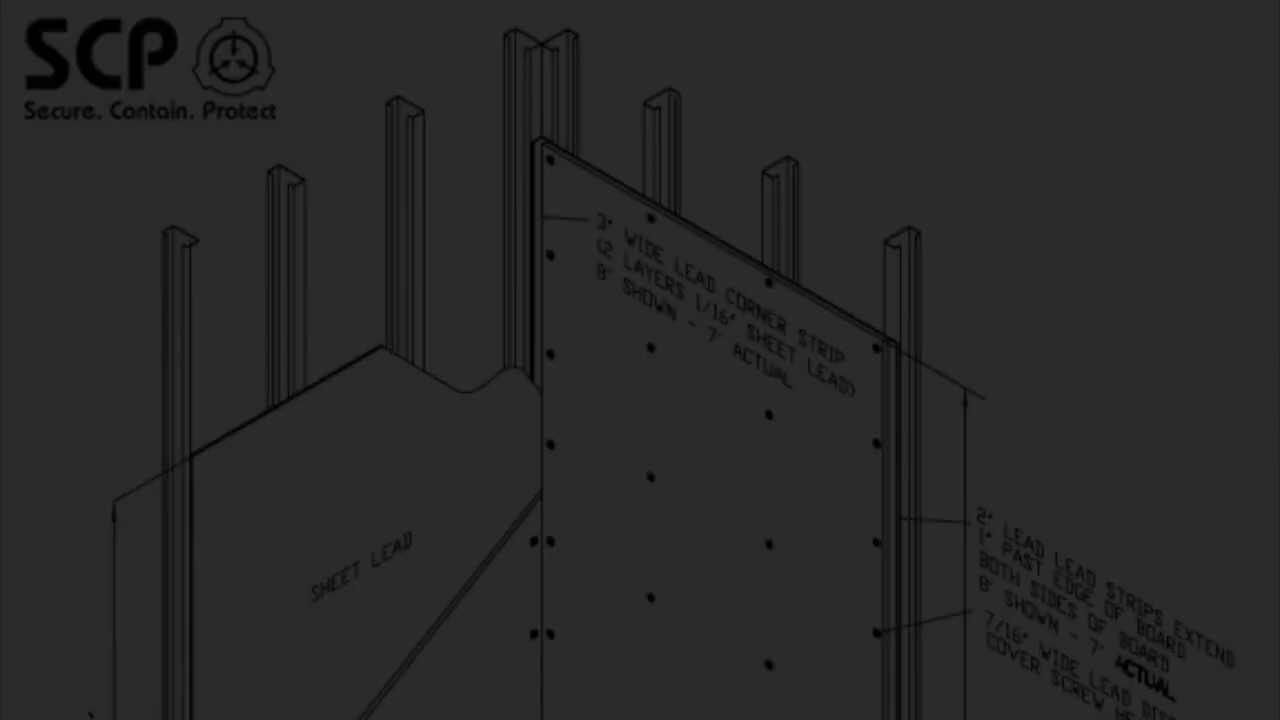 SCP
Secure. Contain. Protect
3" WIDE LEAD CORNER STRIP
(2 LAYERS 1/16" SHEET LEAD)
8' SHOWN - 7' ACTUAL
SHEET LEAD
2" LEAD LEAD STRIPS EXTEND
1" PAST EDGE OF BOARD
BOTH SIDES OF BOARD
8' SHOWN - 7' ACTUAL
7/16" WIDE LEAD
COVER SCREW